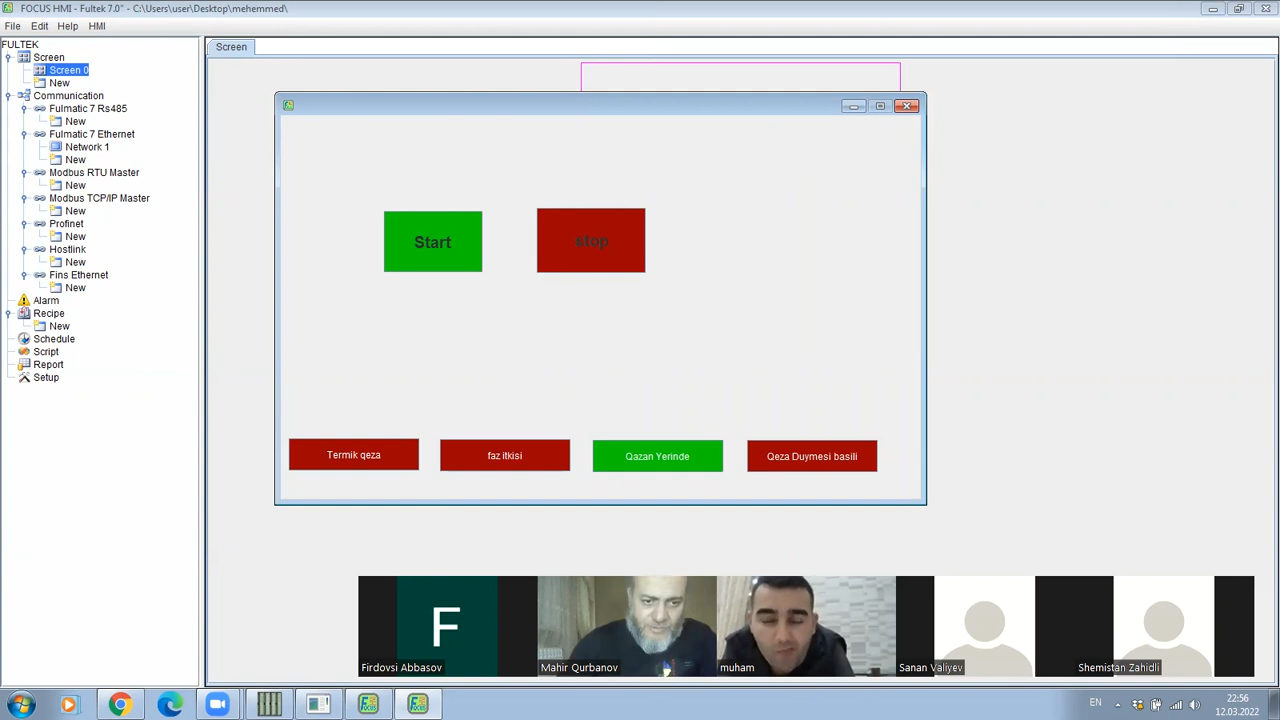 FOCUS HMI - Fultek 7.0" - C:\Users\user\Desktop\mehemmed\
File Edit Help HMI
FULTEK
Screen
Screen 0
New
Communication
Fulmatic 7 Rs485
New
Fulmatic 7 Ethernet
Network 1
New
Modbus RTU Master
New
Modbus TCP/IP Master
New
Profinet
New
Hostlink
New
Fins Ethernet
New
Alarm
Recipe
New
Schedule
Script
Report
Setup
Screen
Start
stop
Termik qeza
faz itkisi
Qazan Yerinde
Qeza Duymesi basili
F
Firdovsi Abbasov
Mahir Qurbanov
muham
Sanan Valiyev
Shemistan Zahidli
FOCUS
FOCUS
EN
22:56
12.03.2022